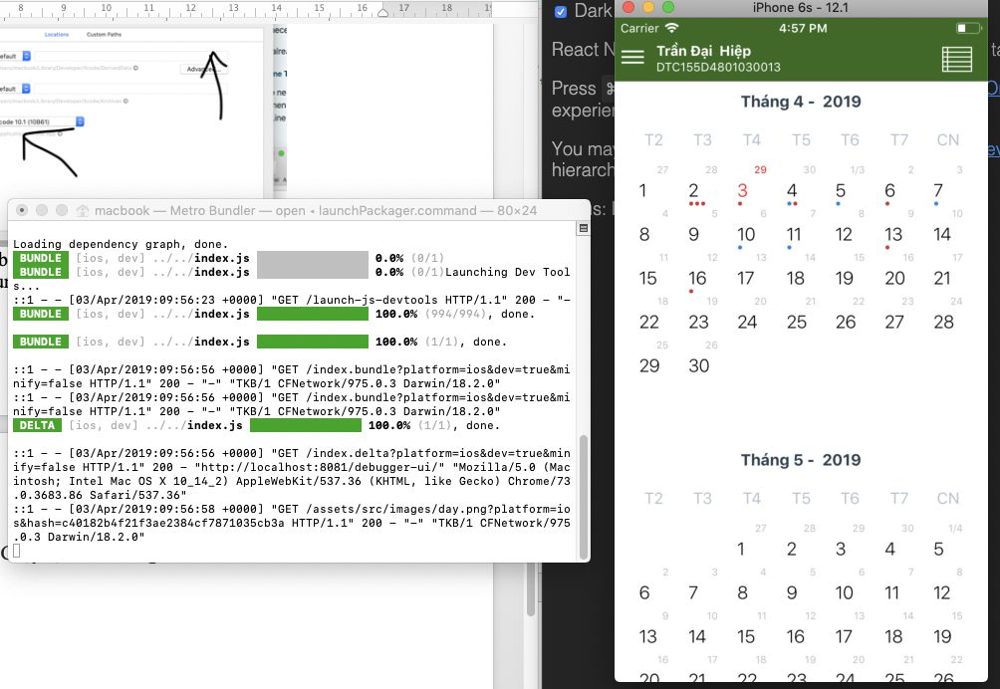 8 9 10 11 12 13 14 15 16 17 18
Locations Custom Paths
Advanced...
Xcode 10.1 (10B61)
macbook — Metro Bundler — open ◂ launchPackager.command — 80×24
Loading dependency graph, done.
BUNDLE [ios, dev] ../../index.js 0.0% (0/1)
BUNDLE [ios, dev] ../../index.js 0.0% (0/1)Launching Dev Tool
s...
::1 - - [03/Apr/2019:09:56:23 +0000] "GET /launch-js-devtools HTTP/1.1" 200 - "-
BUNDLE [ios, dev] ../../index.js 100.0% (994/994), done.
BUNDLE [ios, dev] ../../index.js 100.0% (1/1), done.
::1 - - [03/Apr/2019:09:56:56 +0000] "GET /index.bundle?platform=ios&dev=true&mi
nify=false HTTP/1.1" 200 - "-" "TKB/1 CFNetwork/975.0.3 Darwin/18.2.0"
::1 - - [03/Apr/2019:09:56:56 +0000] "GET /index.bundle?platform=ios&dev=true&mi
nify=false HTTP/1.1" 200 - "-" "TKB/1 CFNetwork/975.0.3 Darwin/18.2.0"
DELTA [ios, dev] ../../index.js 100.0% (1/1), done.
::1 - - [03/Apr/2019:09:56:56 +0000] "GET /index.delta?platform=ios&dev=true&min
ify=false HTTP/1.1" 200 - "http://localhost:8081/debugger-ui/" "Mozilla/5.0 (Mac
intosh; Intel Mac OS X 10_14_2) AppleWebKit/537.36 (KHTML, like Gecko) Chrome/73
.0.3683.86 Safari/537.36"
::1 - - [03/Apr/2019:09:56:58 +0000] "GET /assets/src/images/day.png?platform=io
s&hash=c40182b4f21f3ae2384cf7871035cb3a HTTP/1.1" 200 - "-" "TKB/1 CFNetwork/975
.0.3 Darwin/18.2.0"
Dark
React N
Press ⌘
experie
You may
hierarch
iPhone 6s - 12.1
Carrier 4:57 PM
Trần Đại Hiệp
DTC155D4801030013
Tháng 4 - 2019
T2 T3 T4 T5 T6 T7 CN
27 28 29 30 1/3 2 3
1 2 3 4 5 6 7
4 5 6 7 8 9 10
8 9 10 11 12 13 14
11 12 13 14 15 16 17
15 16 17 18 19 20 21
18 19 20 21 22 23 24
22 23 24 25 26 27 28
25 26
29 30
Tháng 5 - 2019
T2 T3 T4 T5 T6 T7 CN
27 28 29 30 1/4
1 2 3 4 5
2 3 4 5 6 7 8
6 7 8 9 10 11 12
9 10 11 12 13 14 15
13 14 15 16 17 18 19
16 17 18 19 20 21 22
20 21 22 23 24 25 26